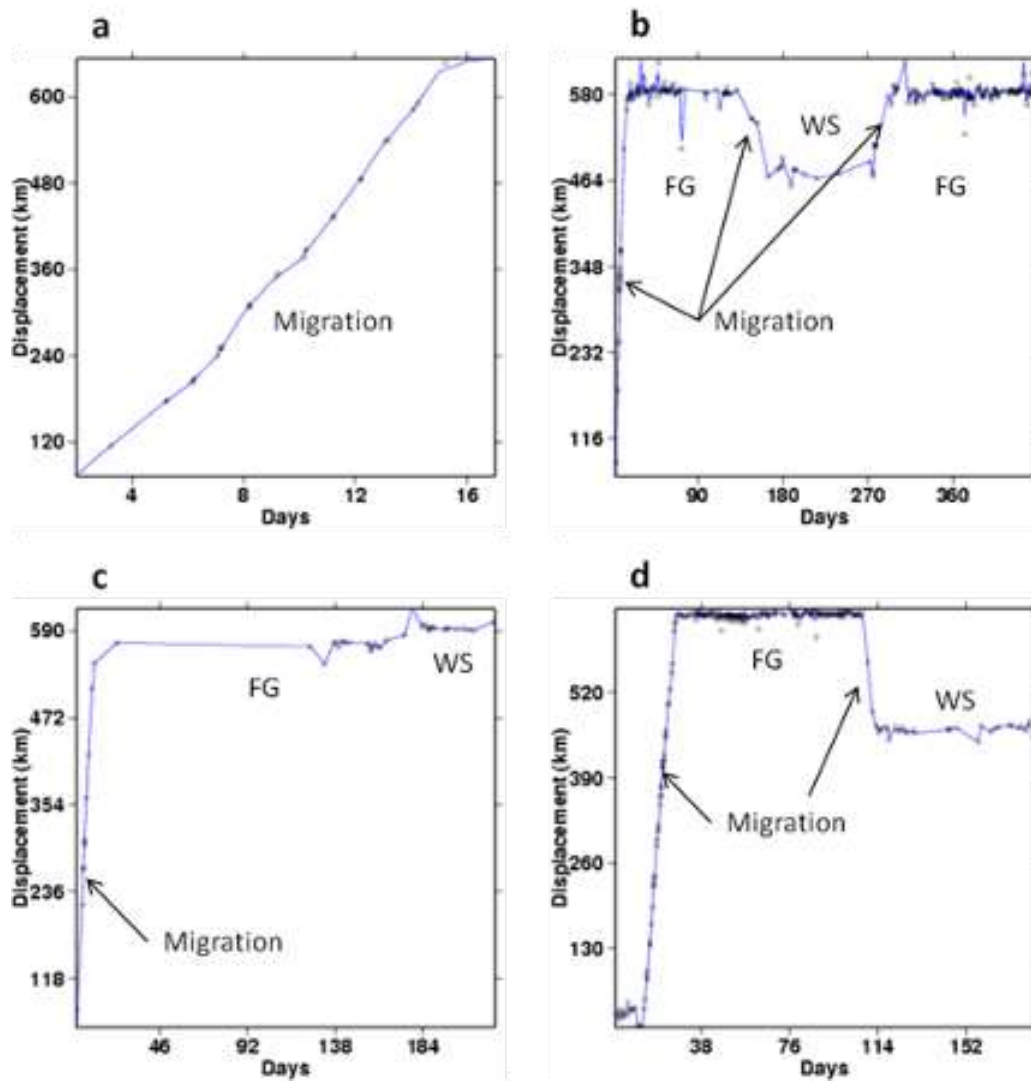 a
Displacement (km)
600
480
360
240
120
Migration
4 8 12 16
Days
b
Displacement (km)
580
464
348
232
116
FG
WS
FG
Migration
90 180 270 360
Days
c
Displacement (km)
590
472
354
236
118
FG
WS
Migration
46 92 138 184
Days
d
Displacement (km)
520
390
260
130
FG
WS
Migration
38 76 114 152
Days